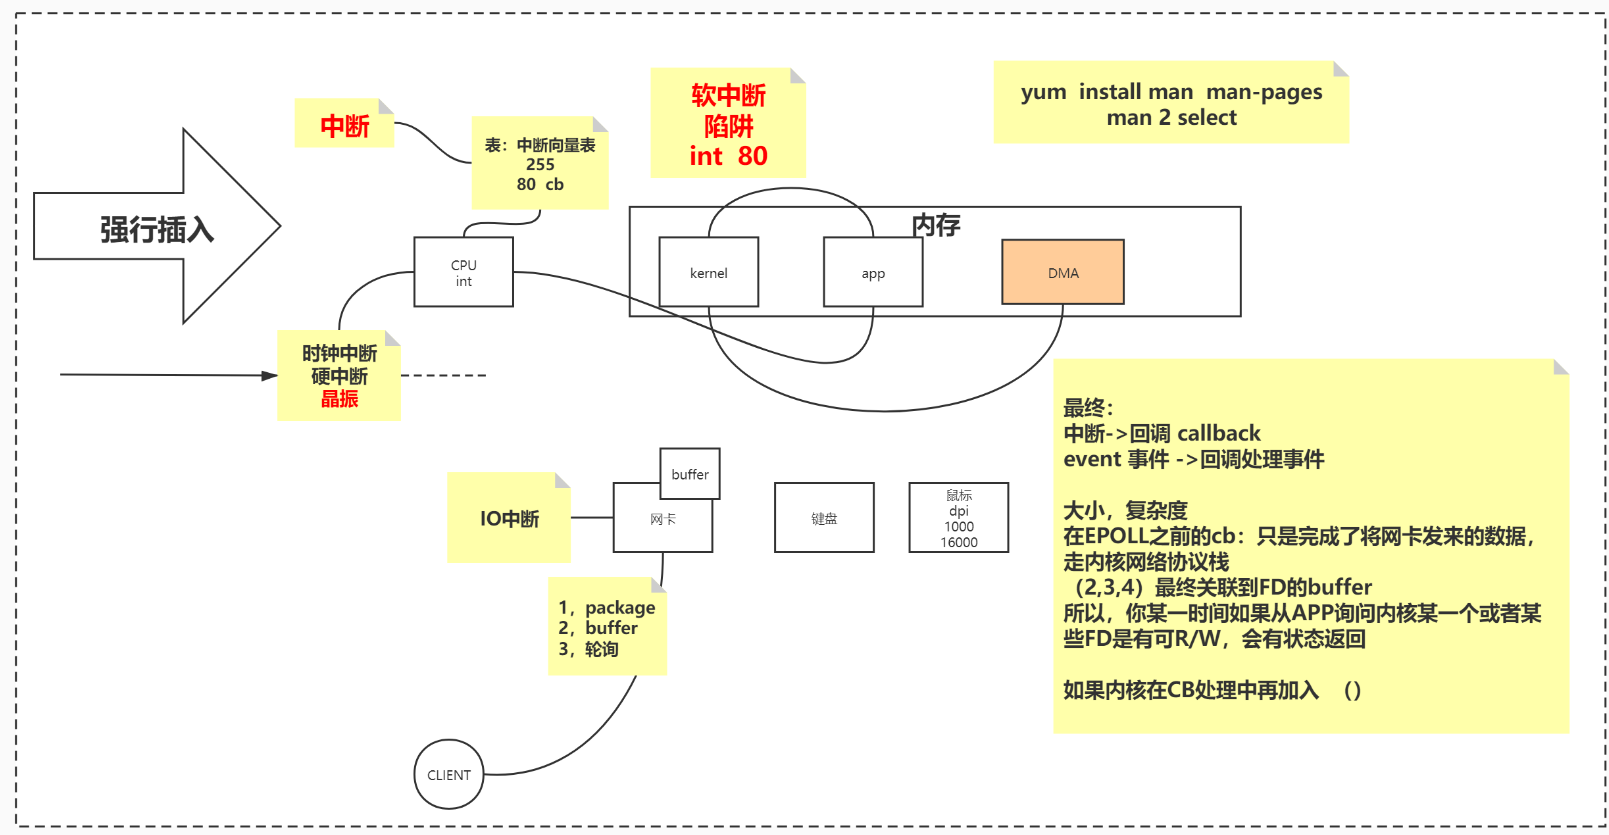 中断
表：中断向量表
255
80  cb
软中断
陷阱
int  80
yum  install man  man-pages
man 2 select
强行插入
CPU
int
内存
kernel
app
DMA
时钟中断
硬中断
晶振
IO中断
buffer
网卡
键盘
鼠标
dpi
1000
16000
1，package
2，buffer
3，轮询
CLIENT
最终：
中断->回调 callback
event 事件 ->回调处理事件
大小，复杂度
在EPOLL之前的cb：只是完成了将网卡发来的数据，
走内核网络协议栈
（2,3,4）最终关联到FD的buffer
所以，你某一时间如果从APP询问内核某一个或者某
些FD是有可R/W，会有状态返回
如果内核在CB处理中再加入  （）